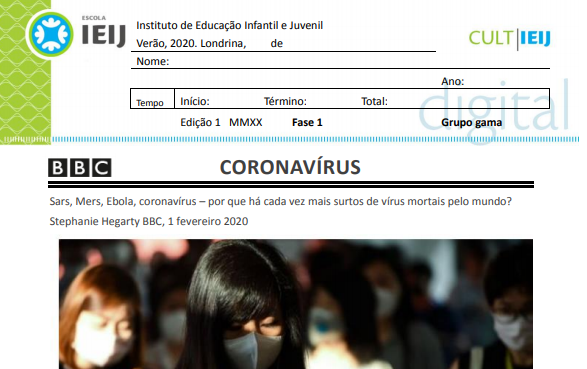 ESCOLA
IEIJ
Instituto de Educação Infantil e Juvenil
Verão, 2020. Londrina, de
Nome:
CULT|IEIJ
Ano:
Tempo Início: Término: Total:
digital
Edição 1 MMXX Fase 1 Grupo gama
BBC CORONAVÍRUS
Sars, Mers, Ebola, coronavírus – por que há cada vez mais surtos de vírus mortais pelo mundo?
Stephanie Hegarty BBC, 1 fevereiro 2020